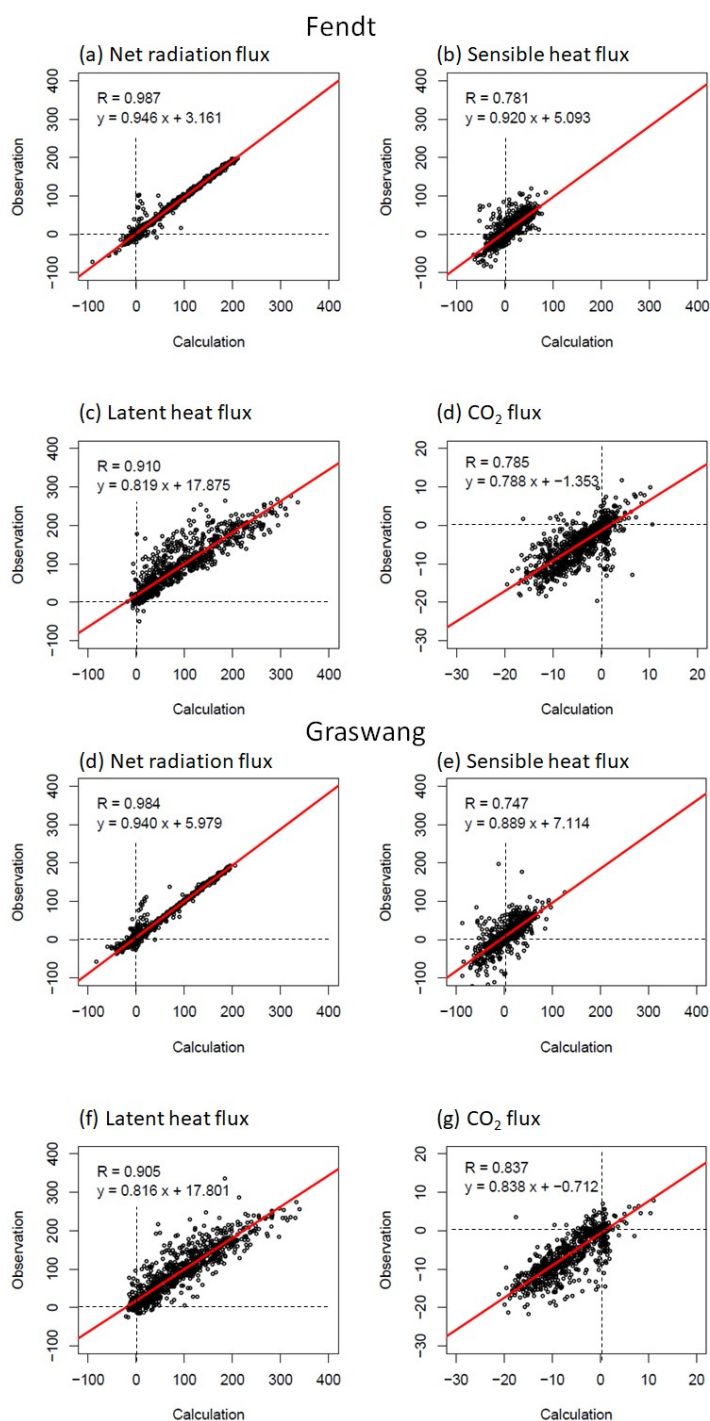 Fendt
(a) Net radiation flux
R = 0.987
y = 0.946 x + 3.161
Observation
−100 0 100 200 300 400
−100 0 100 200 300 400
Calculation
(b) Sensible heat flux
R = 0.781
y = 0.920 x + 5.093
Observation
−100 0 100 200 300 400
−100 0 100 200 300 400
Calculation
(c) Latent heat flux
R = 0.910
y = 0.819 x + 17.875
Observation
−100 0 100 200 300 400
−100 0 100 200 300 400
Calculation
(d) CO₂ flux
R = 0.785
y = 0.788 x + −1.353
Observation
−30 −20 −10 0 10 20
−30 −20 −10 0 10 20
Calculation
Graswang
(d) Net radiation flux
R = 0.984
y = 0.940 x + 5.979
Observation
−100 0 100 200 300 400
−100 0 100 200 300 400
Calculation
(e) Sensible heat flux
R = 0.747
y = 0.889 x + 7.114
Observation
−100 0 100 200 300 400
−100 0 100 200 300 400
Calculation
(f) Latent heat flux
R = 0.905
y = 0.816 x + 17.801
Observation
−100 0 100 200 300 400
−100 0 100 200 300 400
Calculation
(g) CO₂ flux
R = 0.837
y = 0.838 x + −0.712
Observation
−30 −20 −10 0 10 20
−30 −20 −10 0 10 20
Calculation